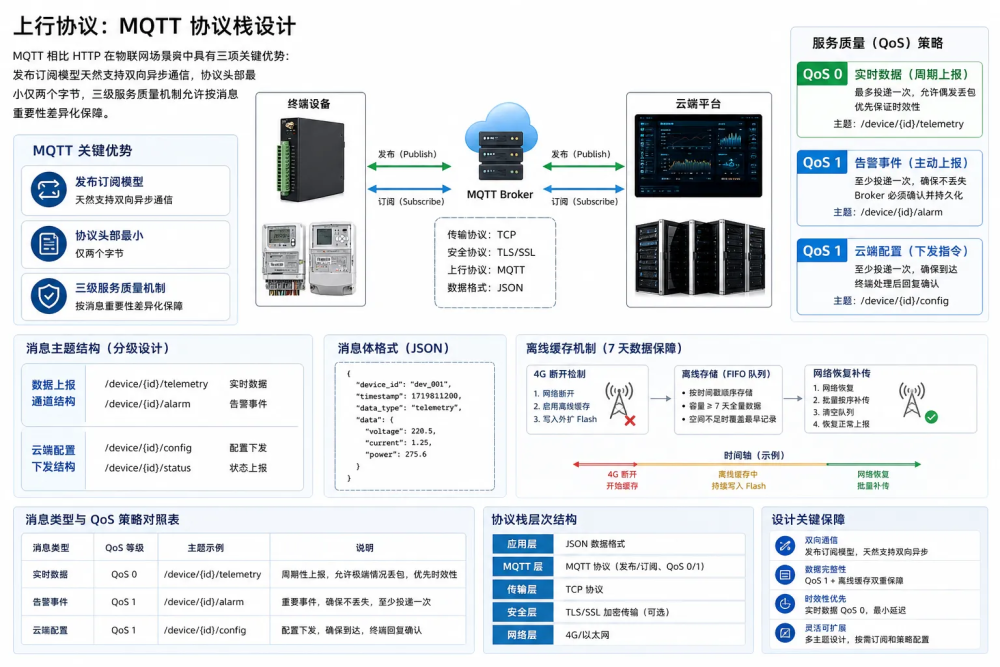 上行协议：MQTT 协议栈设计
MQTT 相比 HTTP 在物联网场景中具有三项关键优势：
发布订阅模型天然支持双向异步通信，协议头部最
小仅两个字节，三级服务质量机制允许按消息
重要性差异化保障。
MQTT 关键优势
发布订阅模型
天然支持双向异步通信
协议头部最小
仅两个字节
三级服务质量机制
按消息重要性差异化保障
终端设备
发布（Publish）
订阅（Subscribe）
MQTT Broker
传输协议：TCP
安全协议：TLS/SSL
上行协议：MQTT
数据格式：JSON
发布（Publish）
订阅（Subscribe）
云端平台
服务质量（QoS）策略
QoS 0
实时数据（周期上报）
最多投递一次，允许偶发丢包
优先保证时效性
主题：/device/{id}/telemetry
QoS 1
告警事件（主动上报）
至少投递一次，确保不丢失
Broker 必须确认并持久化
主题：/device/{id}/alarm
QoS 1
云端配置（下发指令）
至少投递一次，确保到达
终端处理后回复确认
主题：/device/{id}/config
消息主题结构（分级设计）
数据上报
通道结构
/device/{id}/telemetry 实时数据
/device/{id}/alarm 告警事件
云端配置
下发结构
/device/{id}/config 配置下发
/device/{id}/status 状态上报
消息体格式（JSON）
{
"device_id": "dev_001",
"timestamp": 1719811200,
"data_type": "telemetry",
"data": {
"voltage": 220.5,
"current": 1.25,
"power": 275.6
}
}
离线缓存机制（7 天数据保障）
4G 断开检制
1. 网络断开
2. 启用离线缓存
3. 写入外扩 Flash
离线存储（FIFO 队列）
• 按时间戳顺序存储
• 容量 ≥ 7 天全量数据
• 空间不足时覆盖最早记录
网络恢复补传
1. 网络恢复
2. 批量按序补传
3. 清空队列
4. 恢复正常上报
时间轴（示例）
4G 断开
开始缓存
离线缓存中
持续写入 Flash
网络恢复
批量补传
消息类型与 QoS 策略对照表
消息类型 QoS 等级 主题示例 说明
实时数据 QoS 0 /device/{id}/telemetry 周期性上报，允许极端情况丢包，优先时效性
告警事件 QoS 1 /device/{id}/alarm 重要事件，确保不丢失，至少投递一次
云端配置 QoS 1 /device/{id}/config 配置下发，确保到达，终端回复确认
协议栈层次结构
应用层 JSON 数据格式
MQTT 层 MQTT 协议（发布/订阅、QoS 0/1）
传输层 TCP 协议
安全层 TLS/SSL 加密传输（可选）
网络层 4G/以太网
设计关键保障
双向通信
发布订阅模型，天然支持双向异步
数据完整性
QoS 1 + 离线缓存双重保障
时效性优先
实时数据 QoS 0，最小延迟
灵活可扩展
多主题设计，按需订阅和策略配置